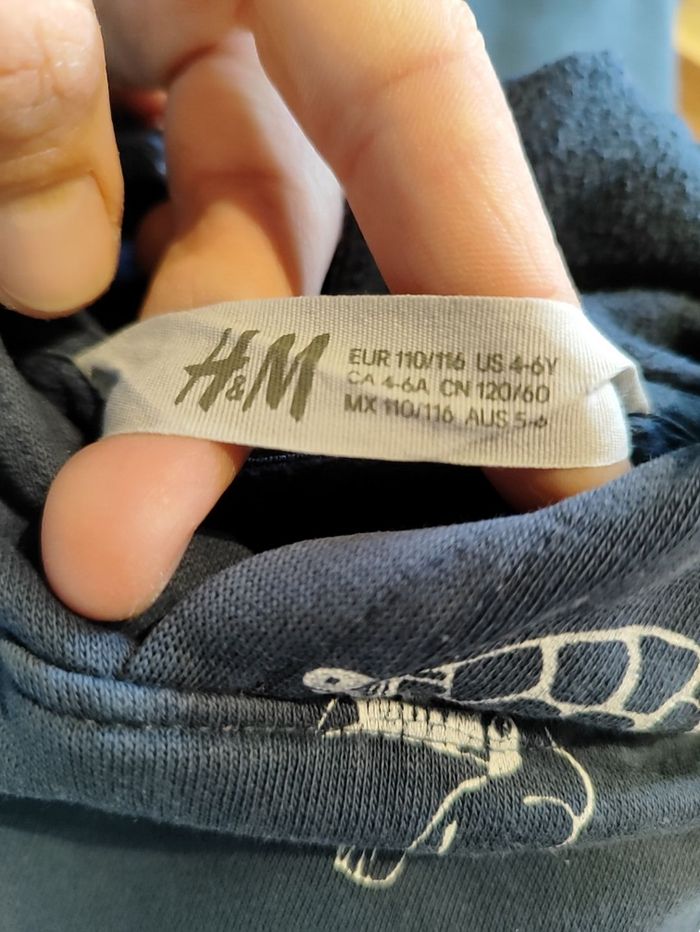 H&M
EUR 110/116 US 4-6Y
CA 4-6A CN 120/60
MX 110/116 AUS 5-6